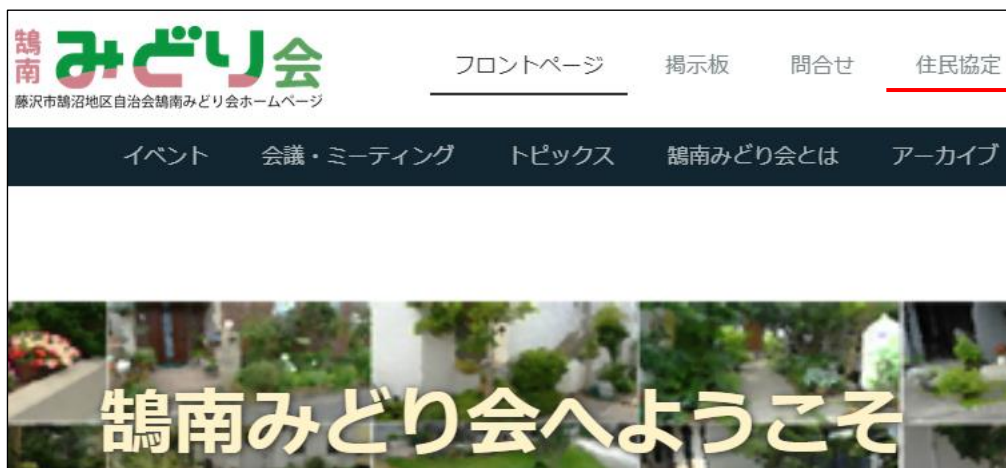 鵠南みどり会
藤沢市鵠沼地区自治会鵠南みどり会ホームページ
フロントページ 掲示板 問合せ 住民協定
イベント 会議・ミーティング トピックス 鵠南みどり会とは アーカイブ
鵠南みどり会へようこそ